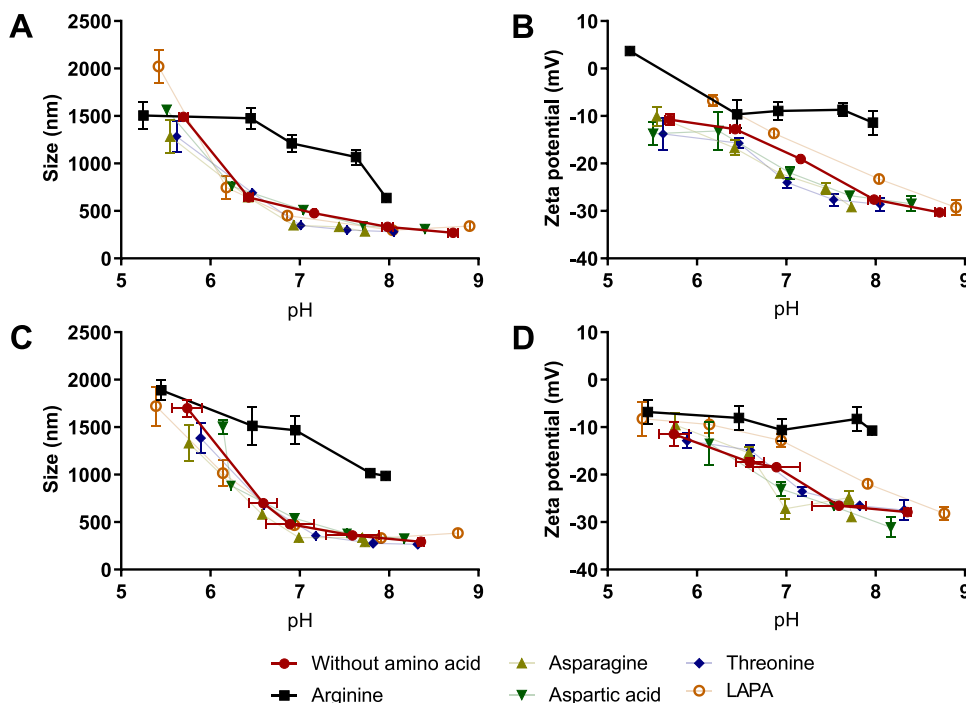 A
Size (nm)
2500
2000
1500
1000
500
0
5 6 7 8 9
pH
B
Zeta potential (mV)
10
0
-10
-20
-30
-40
5 6 7 8 9
pH
C
Size (nm)
2500
2000
1500
1000
500
0
5 6 7 8 9
pH
D
Zeta potential (mV)
10
0
-10
-20
-30
-40
5 6 7 8 9
pH
Without amino acid Asparagine Threonine
Arginine Aspartic acid LAPA